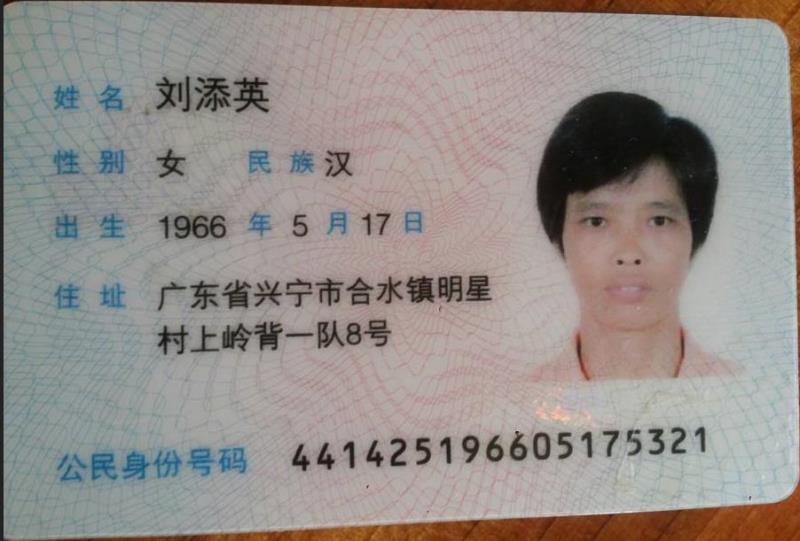 姓名 刘添英
性别 女 民族 汉
出生 1966 年 5 月 17 日
住址 广东省兴宁市合水镇明星
村上岭背一队8号
公民身份号码 441425196605175321